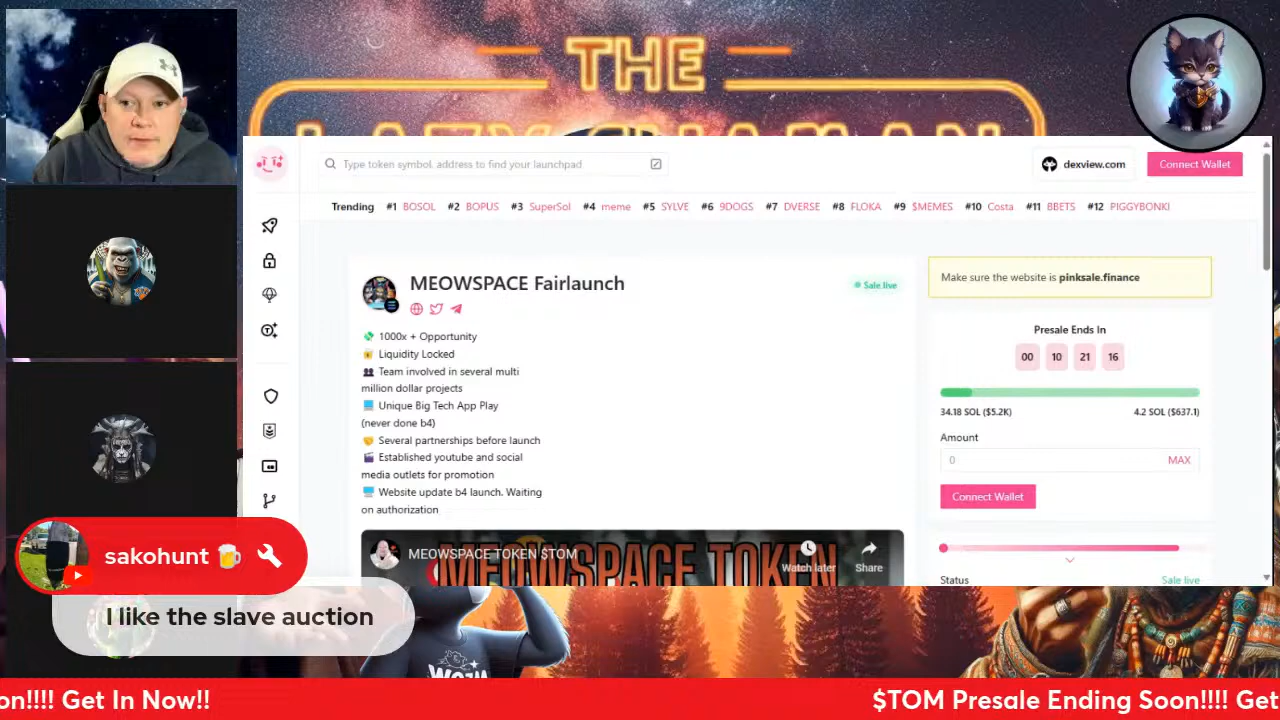 THE
Type token symbol, address to find your launchpad
dexview.com
Connect Wallet
Trending #1 BOSOL #2 BOPUS #3 SuperSol #4 meme #5 SYLVE #6 9DOGS #7 DVERSE #8 FLOKA #9 $MEMES #10 Costa #11 BBETS #12 PIGGYBONKI
MEOWSPACE Fairlaunch
Sale live
💸 1000x + Opportunity
🔐 Liquidity Locked
👥 Team involved in several multi
million dollar projects
💻 Unique Big Tech App Play
(never done b4)
🤝 Several partnerships before launch
🎬 Established youtube and social
media outlets for promotion
🖥️ Website update b4 launch. Waiting
on authorization
MEOWSPACE TOKEN $TOM
MEOWSPACE TOKEN
Watch later
Share
Make sure the website is pinksale.finance
Presale Ends In
00 10 21 16
34.18 SOL ($5.2K)
4.2 SOL ($637.1)
Amount
0
MAX
Connect Wallet
Status
Sale live
sakohunt 🍺
I like the slave auction
on!!!! Get In Now!!
$TOM Presale Ending Soon!!!! Get